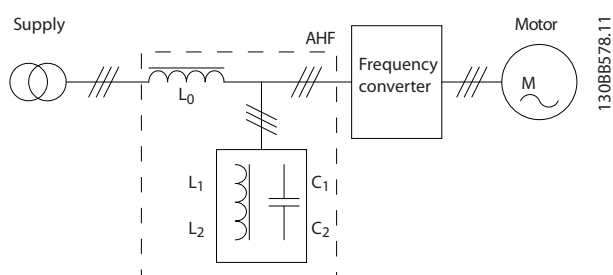 Supply
AHF
Motor
Frequency
converter
M
L0
L1
C1
L2
C2
130BB578.11